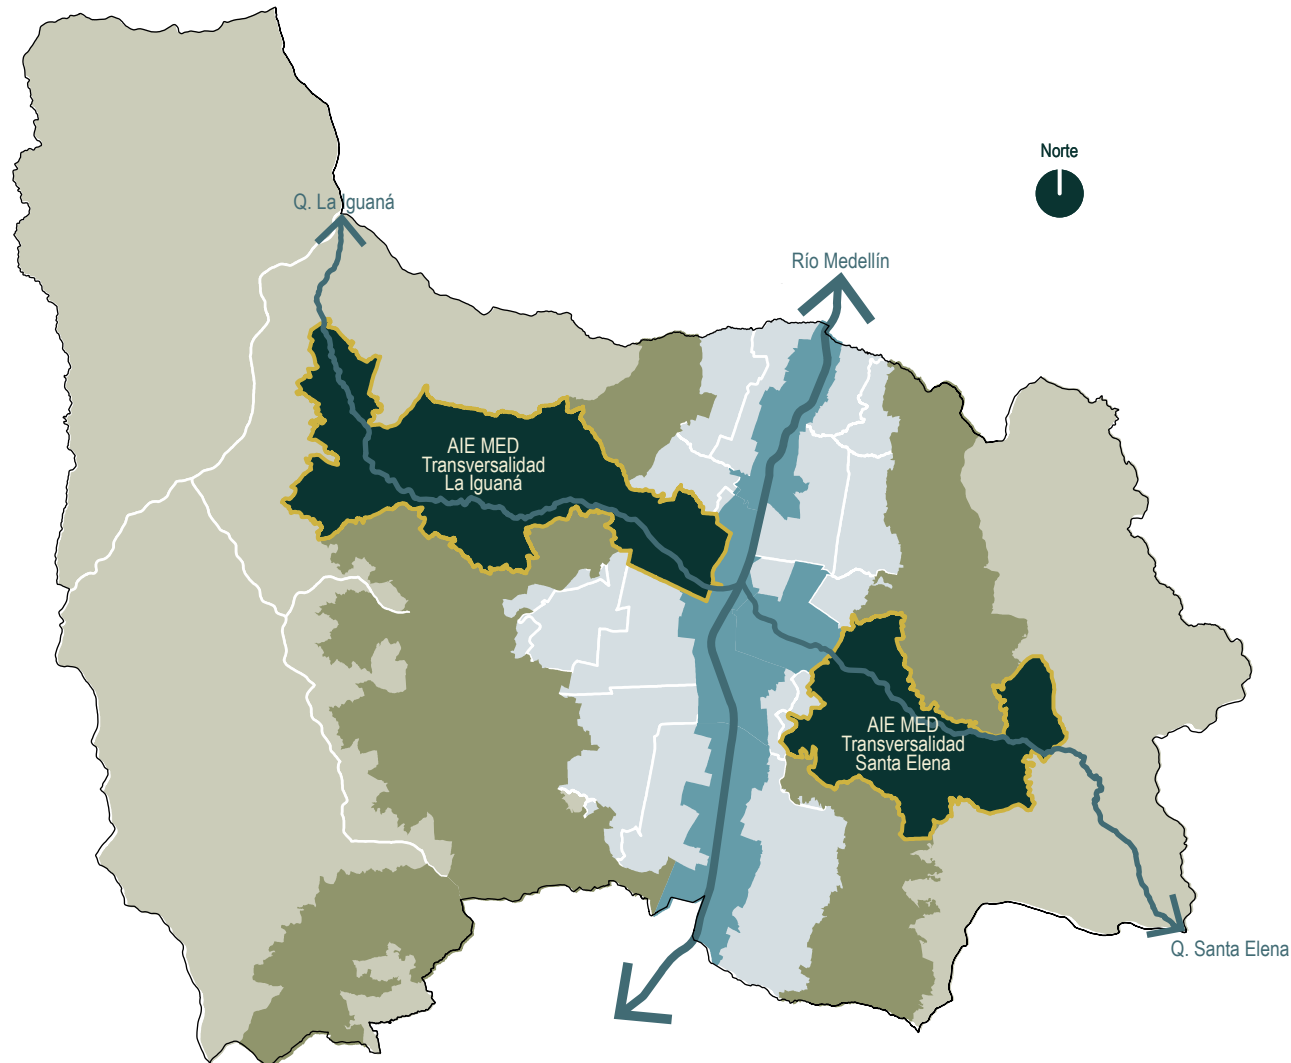 Norte
Q. La Iguaná
Río Medellín
AIE MED
Transversalidad
La Iguaná
AIE MED
Transversalidad
Santa Elena
Q. Santa Elena